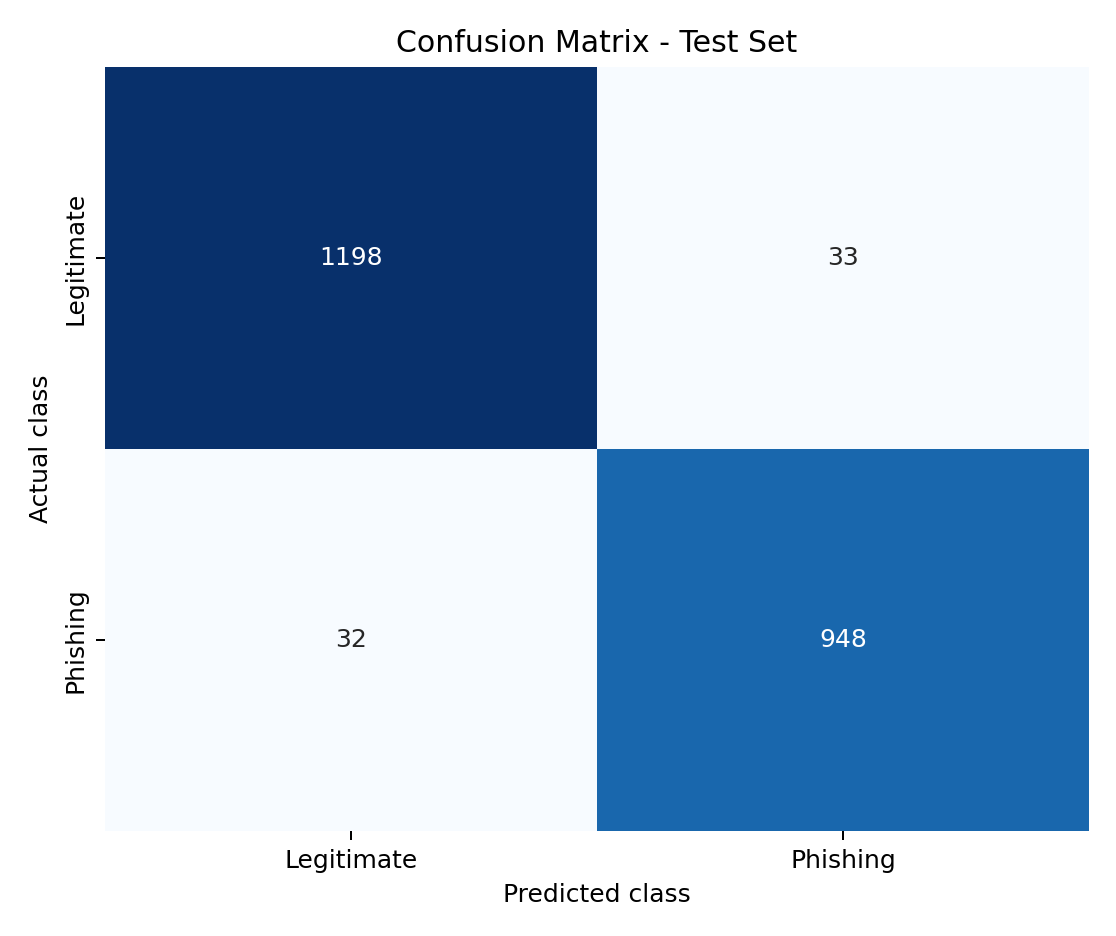 Confusion Matrix - Test Set
Actual class
Legitimate
1198
33
Phishing
32
948
Legitimate
Phishing
Predicted class